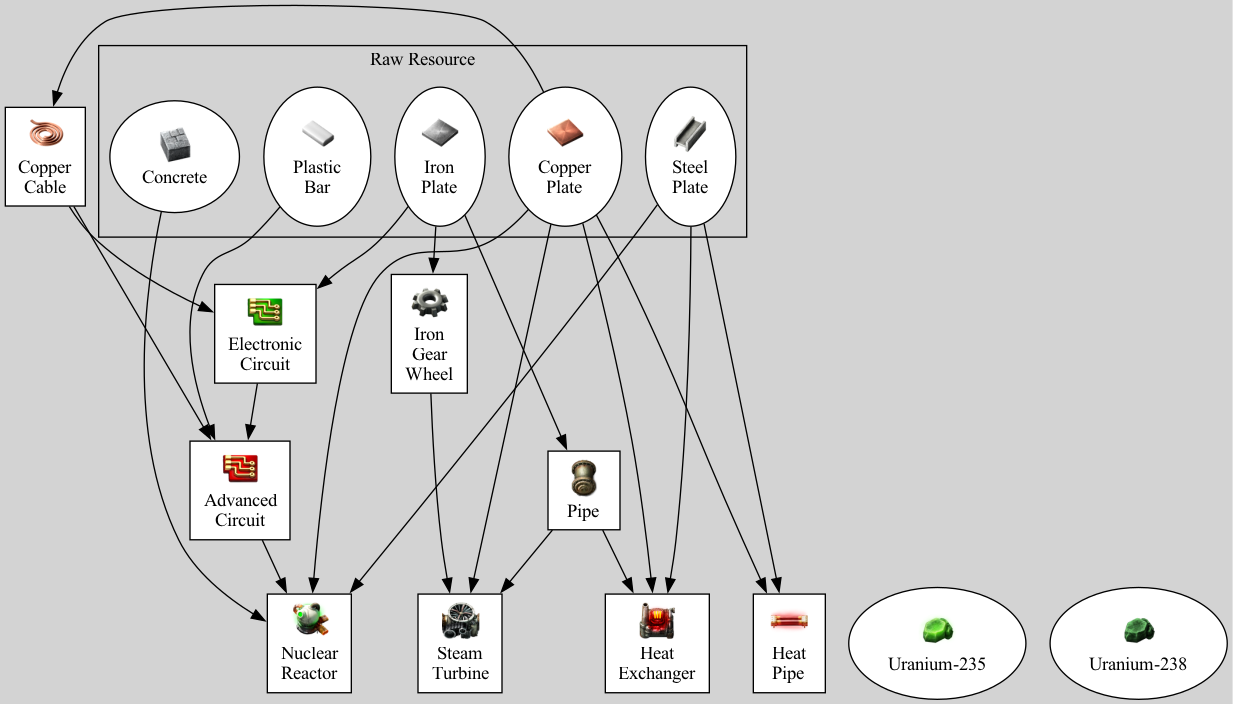 Raw Resource
Copper
Cable
Concrete
Plastic
Bar
Iron
Plate
Copper
Plate
Steel
Plate
Electronic
Circuit
Iron
Gear
Wheel
Advanced
Circuit
Pipe
Nuclear
Reactor
Steam
Turbine
Heat
Exchanger
Heat
Pipe
Uranium-235
Uranium-238